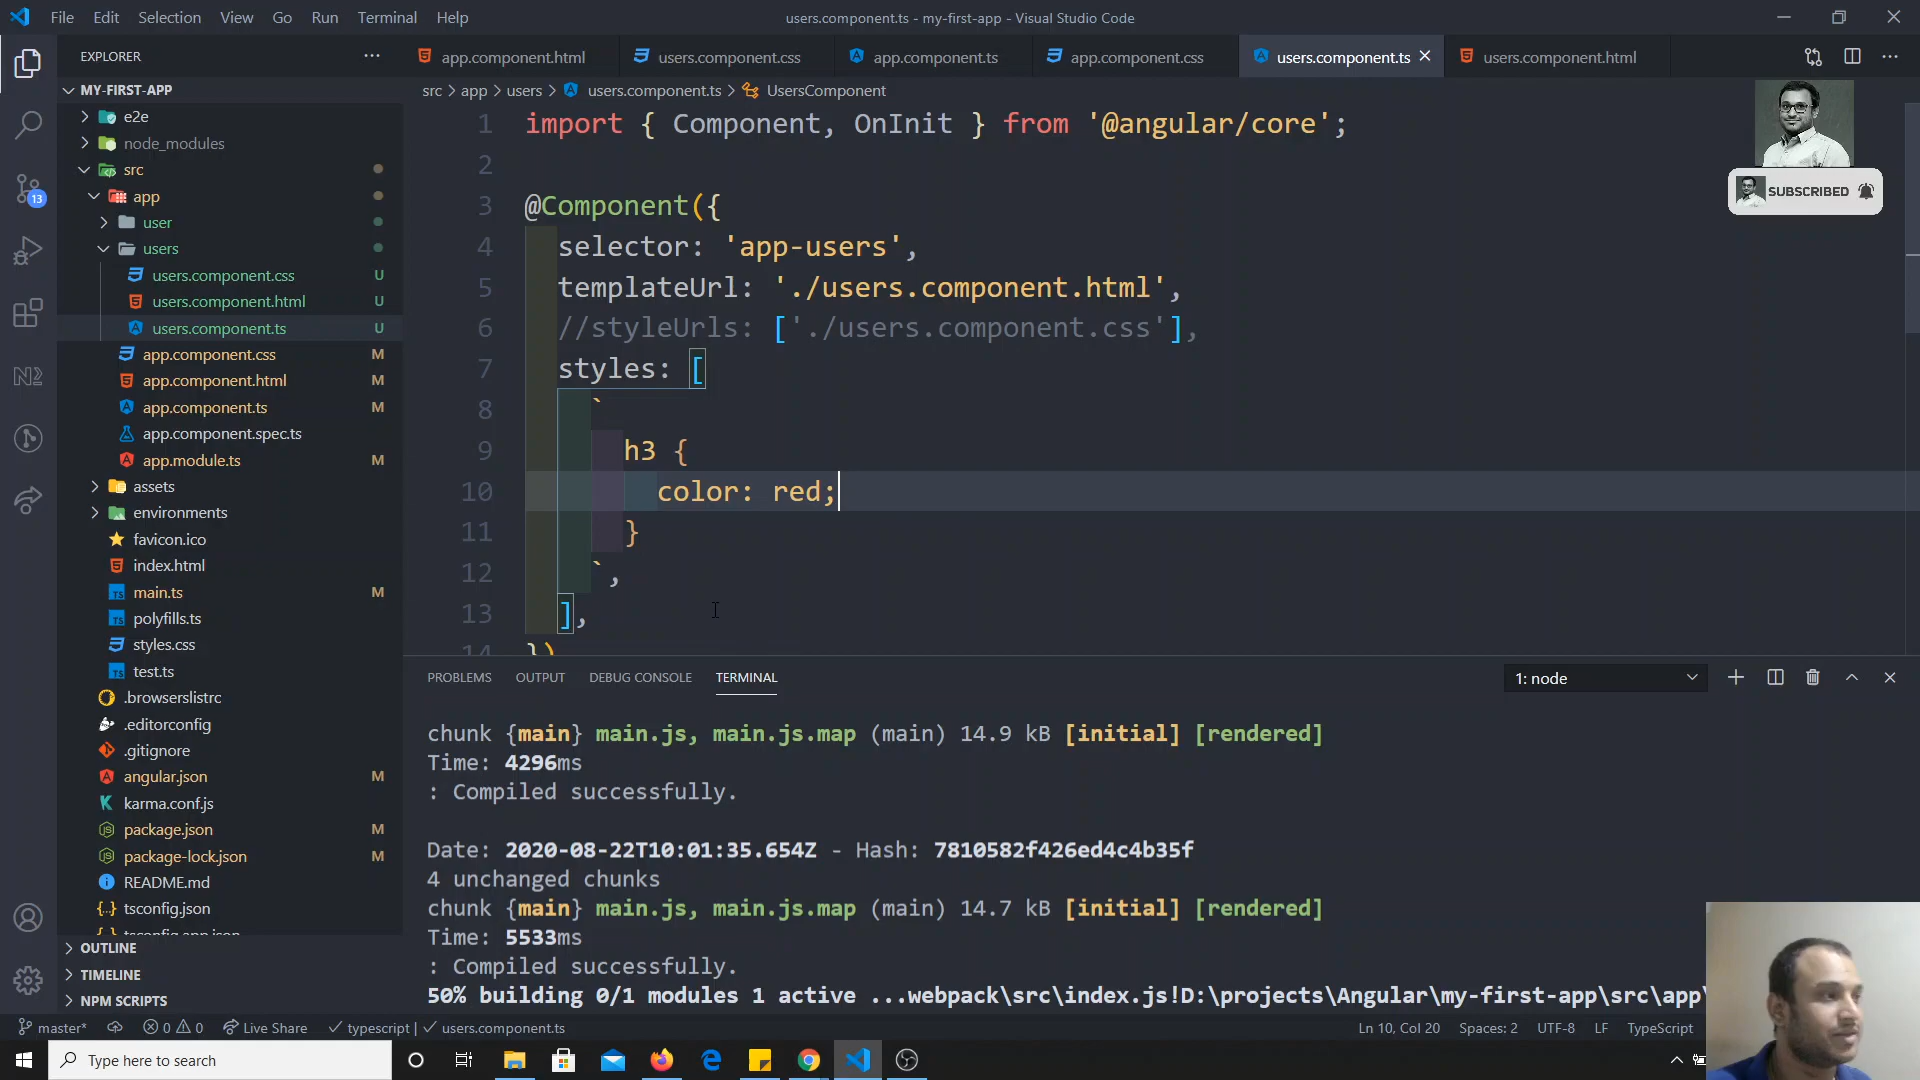 File Edit Selection View Go Run Terminal Help
users.component.ts - my-first-app - Visual Studio Code
EXPLORER
app.component.html
users.component.css
app.component.ts
app.component.css
users.component.ts
users.component.html
MY-FIRST-APP
src > app > users > users.component.ts > UsersComponent
e2e
node_modules
src
app
user
users
users.component.css U
users.component.html U
users.component.ts U
app.component.css M
app.component.html M
app.component.ts M
app.component.spec.ts
app.module.ts M
assets
environments
favicon.ico
index.html
main.ts M
polyfills.ts
styles.css
test.ts
.browserslistrc
.editorconfig
.gitignore
angular.json M
karma.conf.js
package.json M
package-lock.json M
README.md
tsconfig.json
tsconfig.app.json
OUTLINE
TIMELINE
NPM SCRIPTS
13
1 import { Component, OnInit } from '@angular/core';
2
3 @Component({
4 selector: 'app-users',
5 templateUrl: './users.component.html',
6 //styleUrls: ['./users.component.css'],
7 styles: [
8 `
9 h3 {
10 color: red;
11 }
12 `,
13 ],
14 })
SUBSCRIBED
PROBLEMS OUTPUT DEBUG CONSOLE TERMINAL
1: node
chunk {main} main.js, main.js.map (main) 14.9 kB [initial] [rendered]
Time: 4296ms
: Compiled successfully.
Date: 2020-08-22T10:01:35.654Z - Hash: 7810582f426ed4c4b35f
4 unchanged chunks
chunk {main} main.js, main.js.map (main) 14.7 kB [initial] [rendered]
Time: 5533ms
: Compiled successfully.
50% building 0/1 modules 1 active ...webpack\src\index.js!D:\projects\Angular\my-first-app\src\app\
master* 0 0 Live Share typescript | users.component.ts
Ln 10, Col 20 Spaces: 2 UTF-8 LF TypeScript
Type here to search